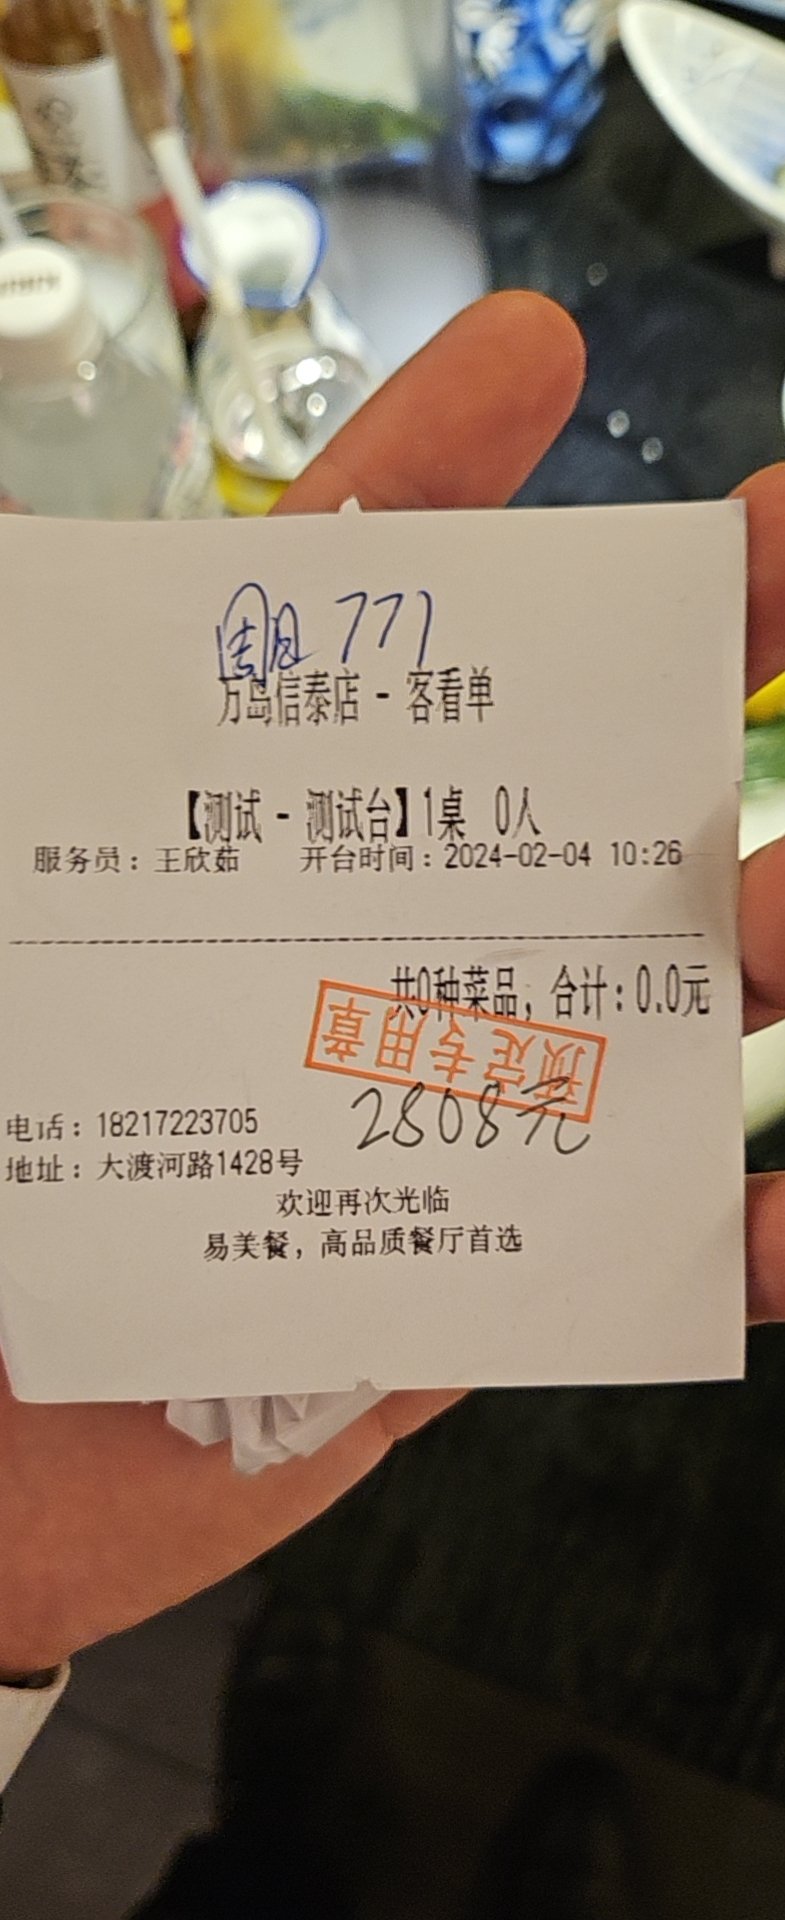 771
万岛信泰店 - 客看单
【测试 - 测试台】1桌 0人
服务员：王欣茹 开台时间：2024-02-04 10:26
共0种菜品，合计：0.0元
预定专用章
2808元
电话：18217223705
地址：大渡河路1428号
欢迎再次光临
易美餐，高品质餐厅首选